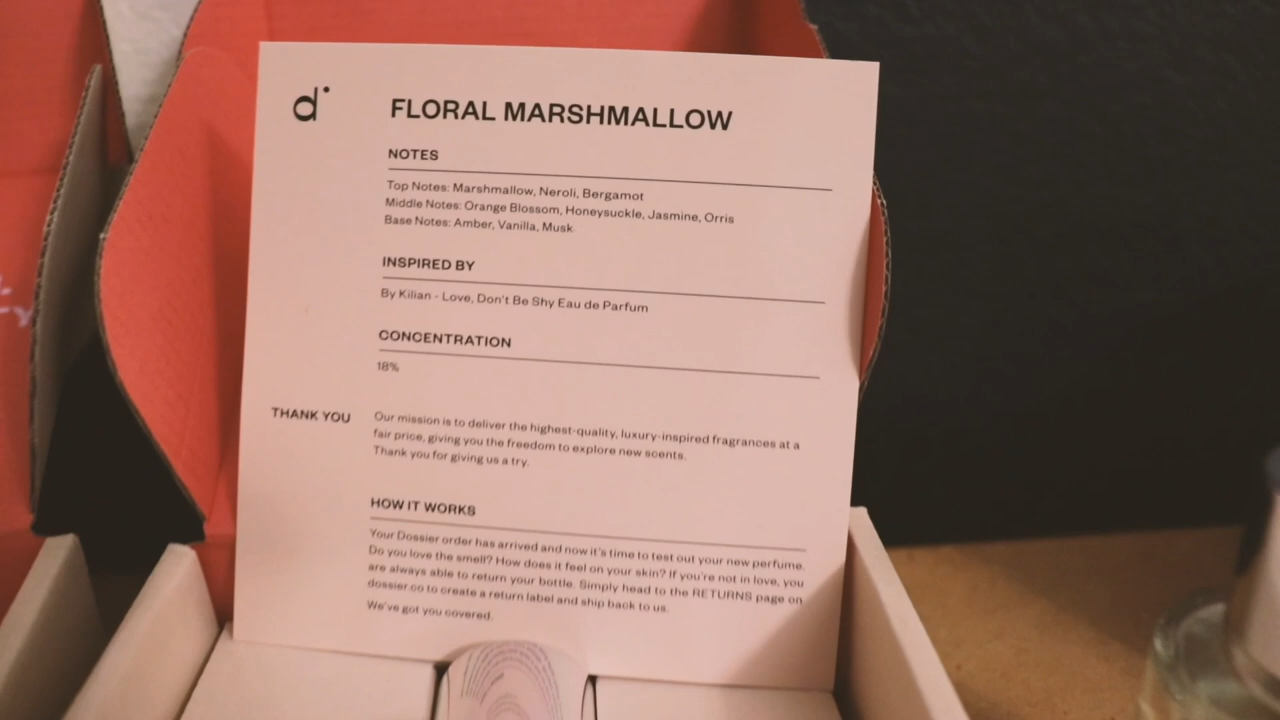 d
FLORAL MARSHMALLOW
NOTES
Top Notes: Marshmallow, Neroli, Bergamot
Middle Notes: Orange Blossom, Honeysuckle, Jasmine, Orris
Base Notes: Amber, Vanilla, Musk
INSPIRED BY
By Kilian - Love, Don't Be Shy Eau de Parfum
CONCENTRATION
18%
THANK YOU
Our mission is to deliver the highest-quality, luxury-inspired fragrances at a
fair price, giving you the freedom to explore new scents.
Thank you for giving us a try.
HOW IT WORKS
Your Dossier order has arrived and now it's time to test out your new perfume.
Do you love the smell? How does it feel on your skin? If you're not in love, you
are always able to return your bottle. Simply head to the RETURNS page on
dossier.co to create a return label and ship back to us.
We've got you covered.